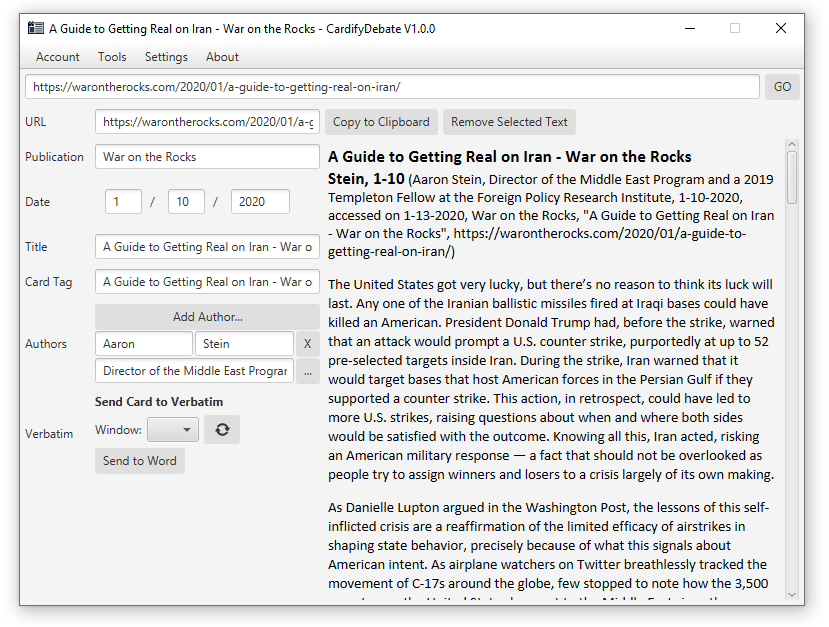 A Guide to Getting Real on Iran - War on the Rocks - CardifyDebate V1.0.0
Account Tools Settings About
https://warontherocks.com/2020/01/a-guide-to-getting-real-on-iran/ GO
URL https://warontherocks.com/2020/01/a-g Copy to Clipboard Remove Selected Text
Publication War on the Rocks
Date 1 / 10 / 2020
Title A Guide to Getting Real on Iran - War o
Card Tag A Guide to Getting Real on Iran - War o
Add Author...
Authors Aaron Stein X
Director of the Middle East Prograr ...
Send Card to Verbatim
Verbatim Window:
Send to Word
A Guide to Getting Real on Iran - War on the Rocks
Stein, 1-10 (Aaron Stein, Director of the Middle East Program and a 2019
Templeton Fellow at the Foreign Policy Research Institute, 1-10-2020,
accessed on 1-13-2020, War on the Rocks, "A Guide to Getting Real on Iran
- War on the Rocks", https://warontherocks.com/2020/01/a-guide-to-
getting-real-on-iran/)
The United States got very lucky, but there's no reason to think its luck will
last. Any one of the Iranian ballistic missiles fired at Iraqi bases could have
killed an American. President Donald Trump had, before the strike, warned
that an attack would prompt a U.S. counter strike, purportedly at up to 52
pre-selected targets inside Iran. During the strike, Iran warned that it
would target bases that host American forces in the Persian Gulf if they
supported a counter strike. This action, in retrospect, could have led to
more U.S. strikes, raising questions about when and where both sides
would be satisfied with the outcome. Knowing all this, Iran acted, risking
an American military response — a fact that should not be overlooked as
people try to assign winners and losers to a crisis largely of its own making.
As Danielle Lupton argued in the Washington Post, the lessons of this self-
inflicted crisis are a reaffirmation of the limited efficacy of airstrikes in
shaping state behavior, precisely because of what this signals about
American intent. As airplane watchers on Twitter breathlessly tracked the
movement of C-17s around the globe, few stopped to note how the 3,500